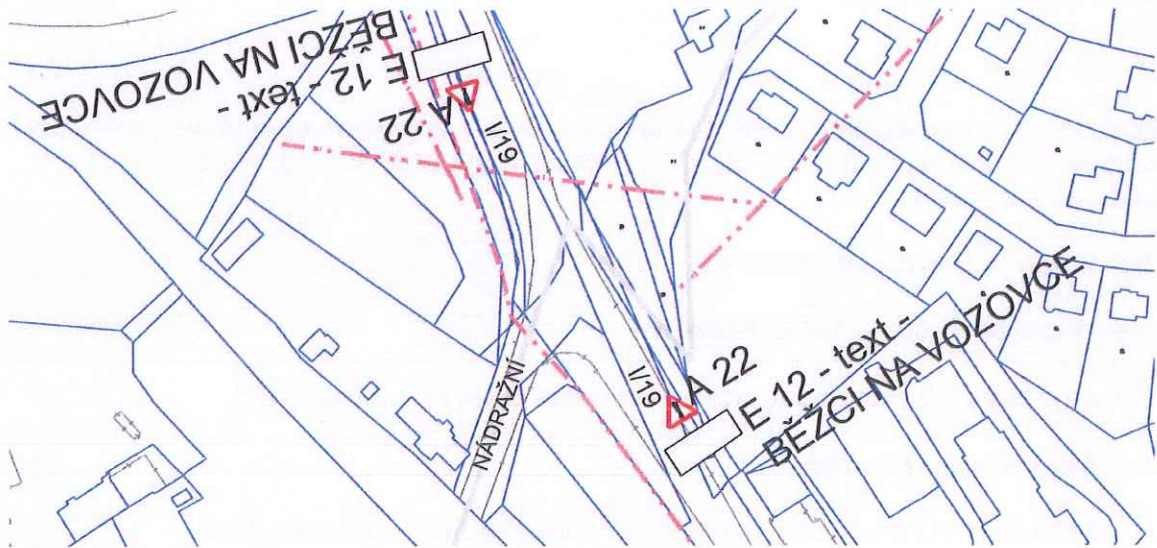 BĚŽCI NA VOZOVCE
E 12 - text -
A 22
I/19
NÁDRAŽNÍ
I/19
A 22
E 12 - text -
BĚŽCI NA VOZOVCE